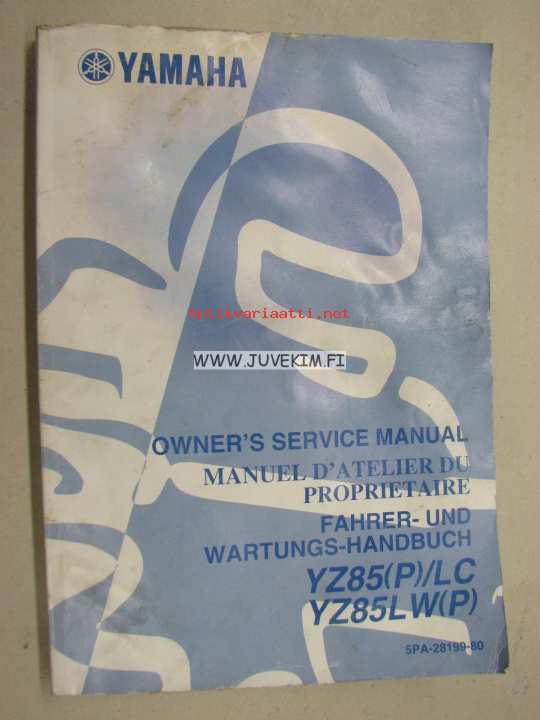 YAMAHA
antikvariaatti.net
WWW.JUVEKIM.FI
OWNER'S SERVICE MANUAL
MANUEL D'ATELIER DU
PROPRIETAIRE
FAHRER- UND
WARTUNGS-HANDBUCH
YZ85(P)/LC
YZ85LW(P)
5PA-28199-80